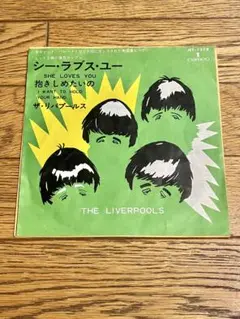 シー・ラブス・ユー
SHE LOVES YOU
抱きしめたいの
I WANT TO HOLD
YOUR HAND
ザ・リバプールス
THE LIVERPOOL'S